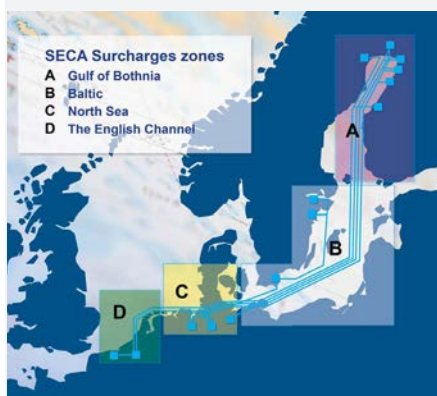 SECA Surcharges zones
A Gulf of Bothnia
B Baltic
C North Sea
D The English Channel
A
B
C
D